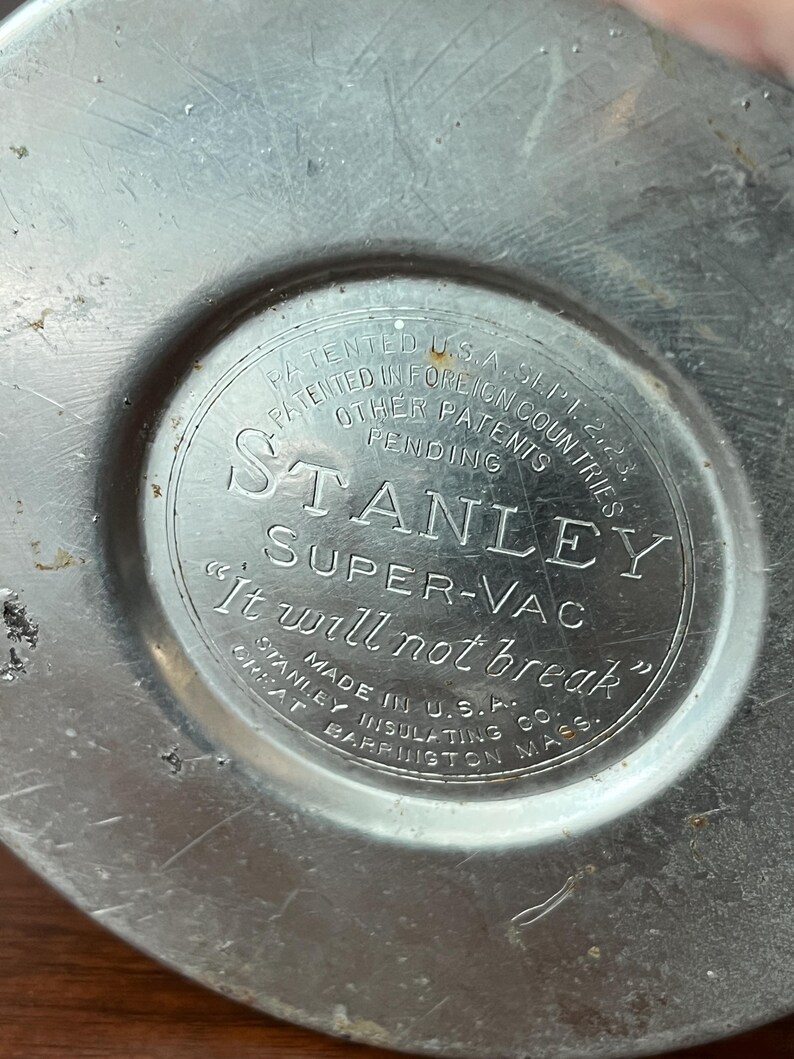 PATENTED U.S.A. SEPT. 2, 23.
PATENTED IN FOREIGN COUNTRIES
OTHER PATENTS
PENDING
STANLEY
SUPER-VAC
"It will not break"
MADE IN U.S.A.
STANLEY INSULATING CO.
GREAT BARRINGTON MASS.